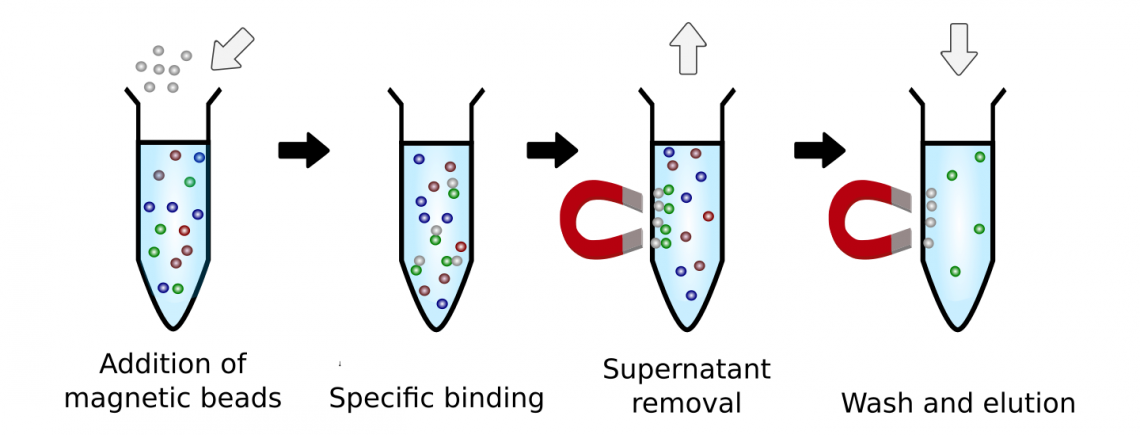 Addition of
magnetic beads
Specific binding
Supernatant
removal
Wash and elution